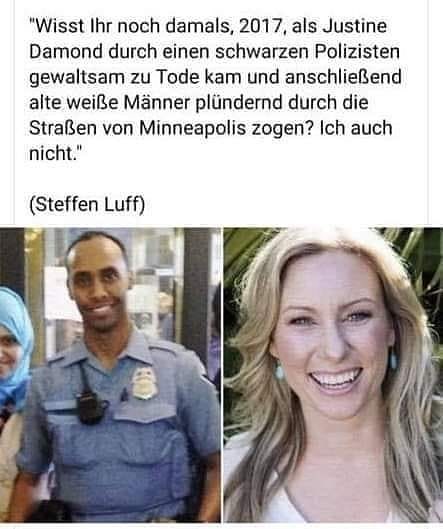 "Wisst Ihr noch damals, 2017, als Justine
Damond durch einen schwarzen Polizisten
gewaltsam zu Tode kam und anschließend
alte weiße Männer plündernd durch die
Straßen von Minneapolis zogen? Ich auch
nicht."
(Steffen Luff)